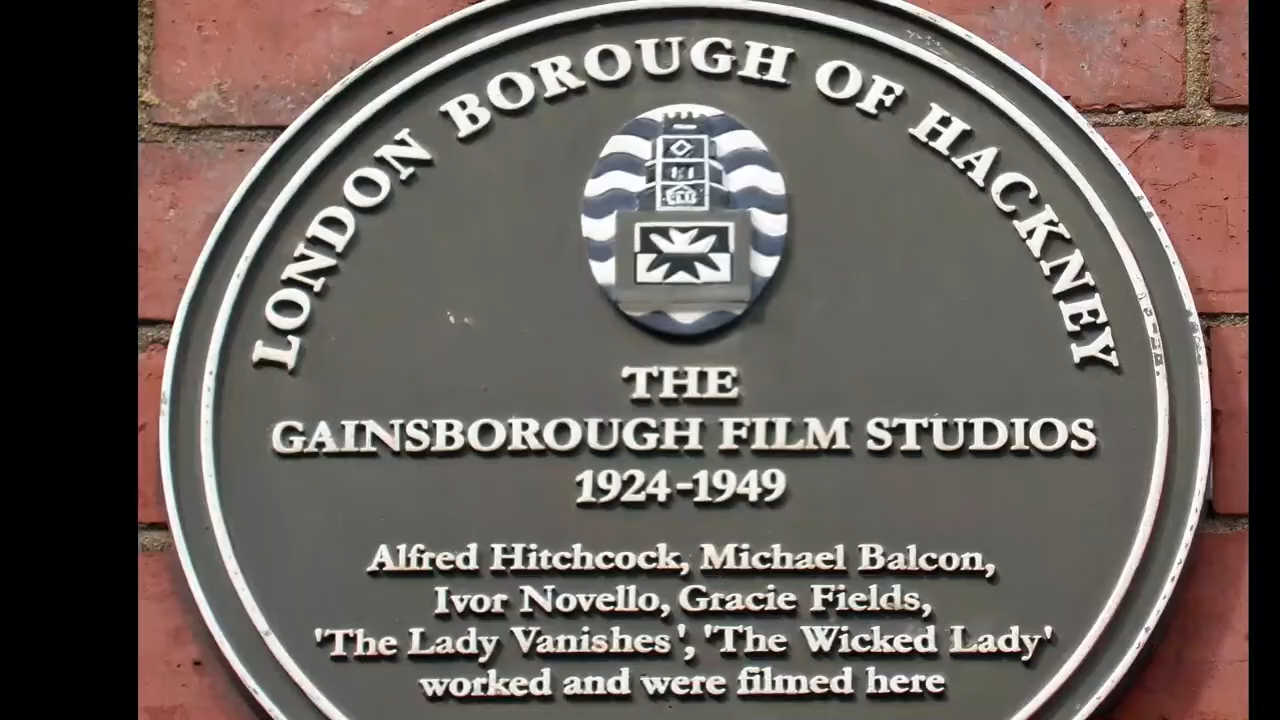 LONDON BOROUGH OF HACKNEY
THE
GAINSBOROUGH FILM STUDIOS
1924-1949
Alfred Hitchcock, Michael Balcon,
Ivor Novello, Gracie Fields,
'The Lady Vanishes', 'The Wicked Lady'
worked and were filmed here